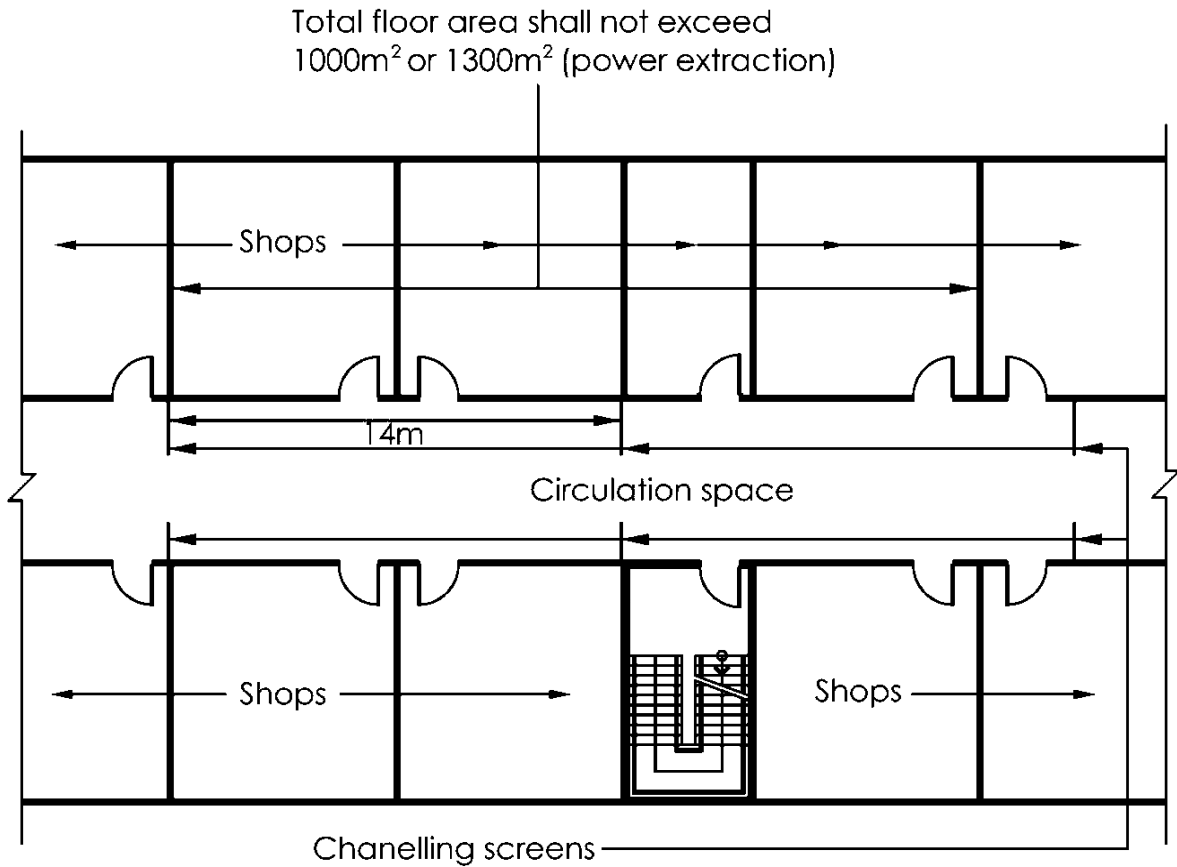 Total floor area shall not exceed
1000m² or 1300m² (power extraction)
Shops
14m
Circulation space
Shops
Shops
Chanelling screens